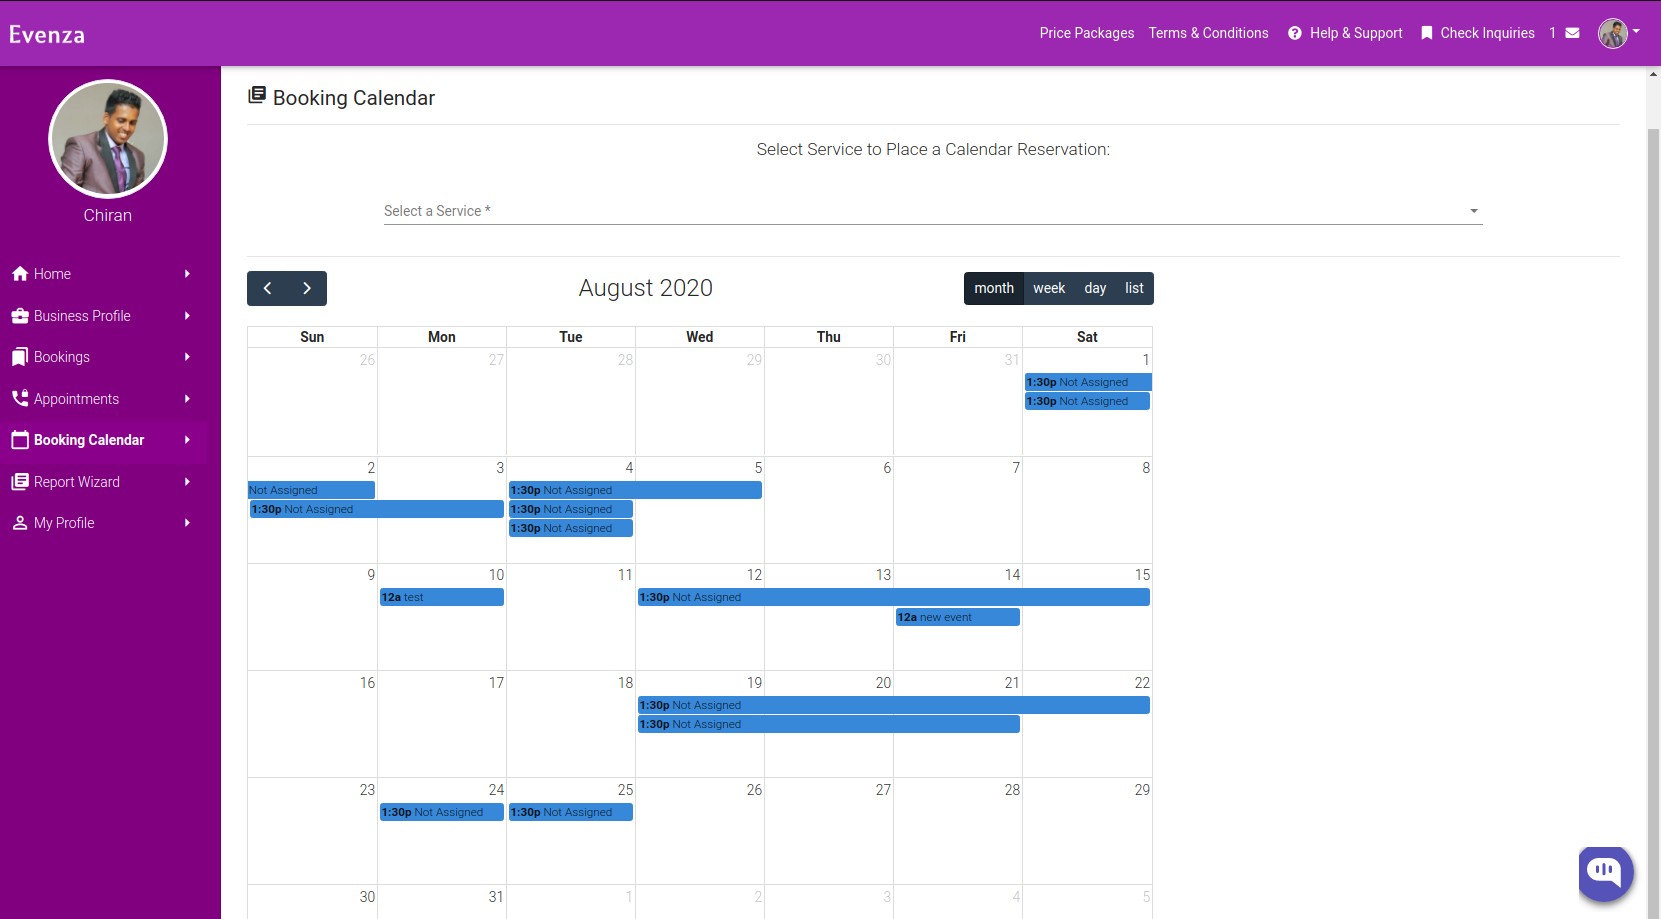 Evenza
Price Packages Terms & Conditions Help & Support Check Inquiries 1
Chiran
Home
Business Profile
Bookings
Appointments
Booking Calendar
Report Wizard
My Profile
Booking Calendar
Select Service to Place a Calendar Reservation:
Select a Service *
August 2020
month week day list
Sun Mon Tue Wed Thu Fri Sat
26 27 28 29 30 31 1
1:30p Not Assigned
1:30p Not Assigned
2 3 4 5 6 7 8
Not Assigned 1:30p Not Assigned
1:30p Not Assigned 1:30p Not Assigned
1:30p Not Assigned
9 10 11 12 13 14 15
12a test 1:30p Not Assigned
12a new event
16 17 18 19 20 21 22
1:30p Not Assigned
1:30p Not Assigned
23 24 25 26 27 28 29
1:30p Not Assigned 1:30p Not Assigned
30 31 1 2 3 4 5